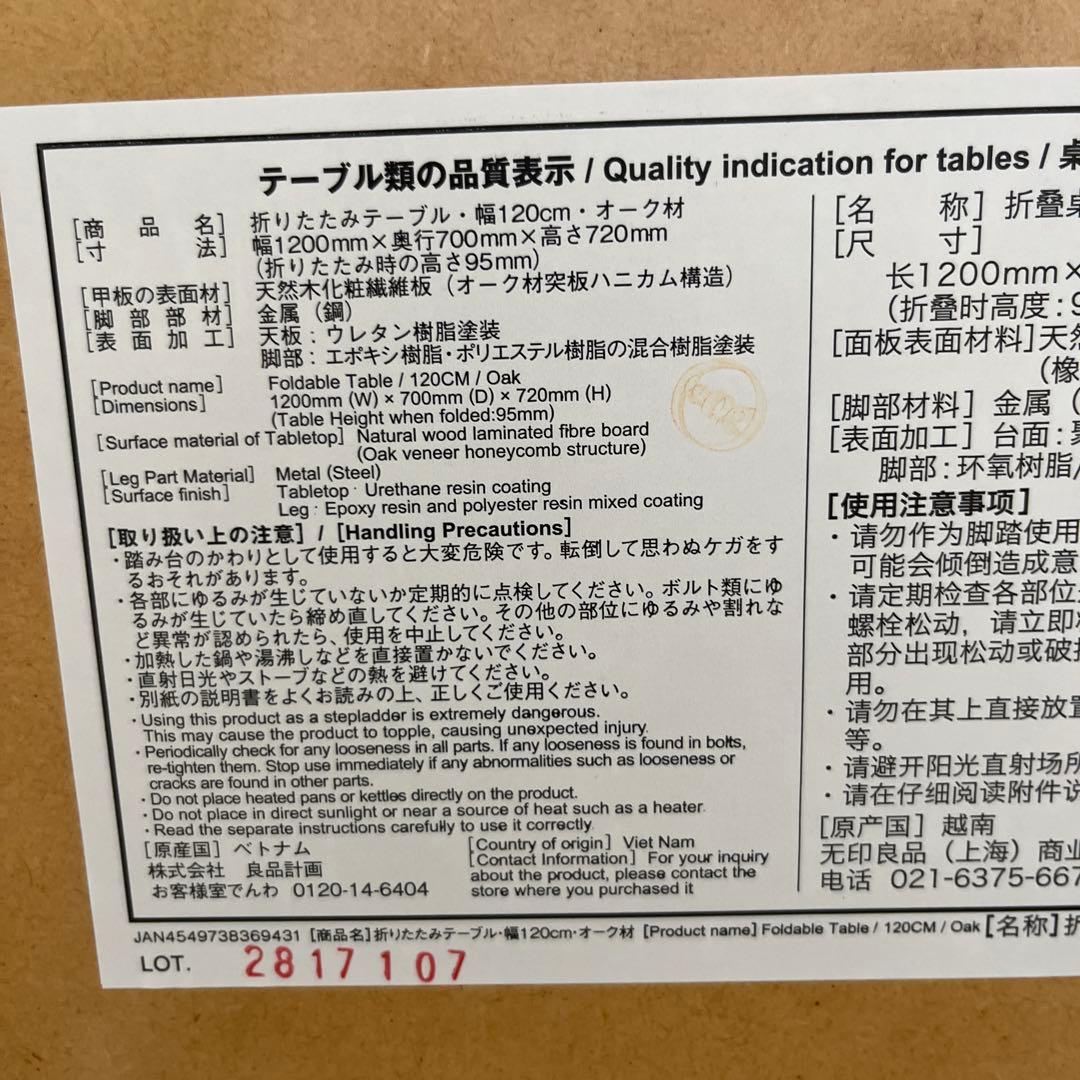 テーブル類の品質表示 / Quality indication for tables /
[商品名] 折りたたみテーブル・幅120cm・オーク材
[寸法] 幅1200mm×奥行700mm×高さ720mm
(折りたたみ時の高さ95mm)
[甲板の表面材] 天然木化粧繊維板(オーク材突板ハニカム構造)
[脚部部材] 金属(鋼)
[表面加工] 天板:ウレタン樹脂塗装
脚部:エポキシ樹脂・ポリエステル樹脂の混合樹脂塗装
[Product name] Foldable Table / 120CM / Oak
[Dimensions] 1200mm (W) × 700mm (D) × 720mm (H)
(Table Height when folded:95mm)
[Surface material of Tabletop] Natural wood laminated fibre board
(Oak veneer honeycomb structure)
[Leg Part Material] Metal (Steel)
[Surface finish] Tabletop : Urethane resin coating
Leg : Epoxy resin and polyester resin mixed coating
[取り扱い上の注意] / [Handling Precautions]
・踏み台のかわりとして使用すると大変危険です。転倒して思わぬケガをす
るおそれがあります。
・各部にゆるみが生じていないか定期的に点検してください。ボルト類にゆ
るみが生じていたら締め直してください。その他の部位にゆるみや割れな
ど異常が認められたら、使用を中止してください。
・加熱した鍋や湯沸しなどを直接置かないでください。
・直射日光やストーブなどの熱を避けてください。
・別紙の説明書をよくお読みの上、正しくご使用ください。
・Using this product as a stepladder is extremely dangerous.
This may cause the product to topple, causing unexpected injury.
・Periodically check for any looseness in all parts. If any looseness is found in bolts,
re-tighten them. Stop use immediately if any abnormalities such as looseness or
cracks are found in other parts.
・Do not place heated pans or kettles directly on the product.
・Do not place in direct sunlight or near a source of heat such as a heater.
・Read the separate instructions carefully to use it correctly.
[原産国] ベトナム
株式会社 良品計画
お客様室でんわ 0120-14-6404
[Country of origin] Viet Nam
[Contact Information] For your inquiry
about the product, please contact the
store where you purchased it
[名称] 折叠
[尺寸]
长1200mm×
(折叠时高度:
[面板表面材料]
[脚部材料] 金属(
[表面加工] 台面:
脚部:环氧树脂/
[使用注意事项]
・请勿作为脚踏使用
可能会倾倒造成意
・请定期检查各部位
螺栓松动,请立即
部分出现松动或破
用。
・请勿在其上直接放置
等。
・请避开阳光直射场所
・请在仔细阅读附件说
[原产国] 越南
无印良品(上海)商业
电话 021-6375-667
JAN4549738369431 [商品名]折りたたみテーブル・幅120cm・オーク材 [Product name] Foldable Table / 120CM / Oak [名称]折
LOT. 2817107